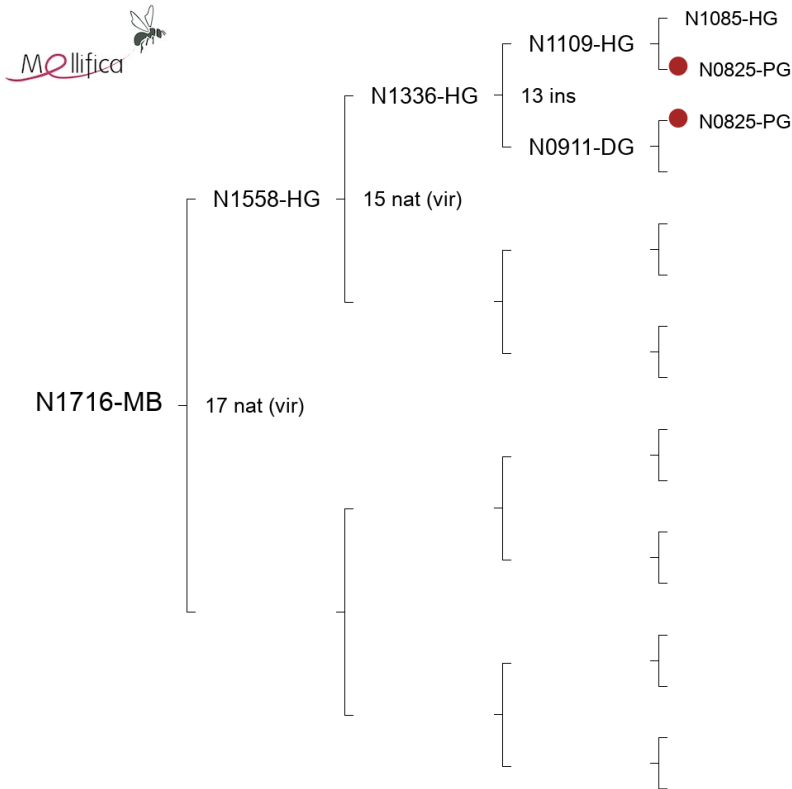 Mellifica
N1085-HG
N1109-HG
N0825-PG
N1336-HG
13 ins
N0825-PG
N0911-DG
N1558-HG
15 nat (vir)
N1716-MB
17 nat (vir)